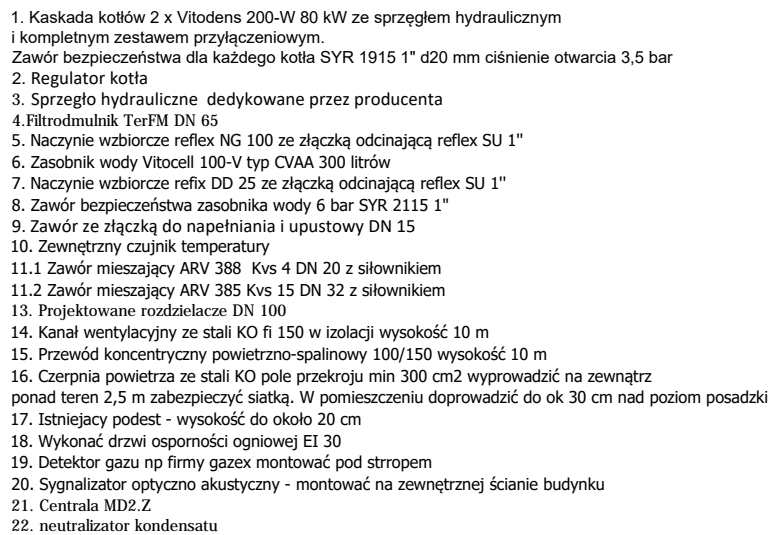 1. Kaskada kotłów 2 x Vitodens 200-W 80 kW ze sprzęgłem hydraulicznym
i kompletnym zestawem przyłączeniowym.
Zawór bezpieczeństwa dla każdego kotła SYR 1915 1" d20 mm ciśnienie otwarcia 3,5 bar
2. Regulator kotła
3. Sprzęgło hydrauliczne dedykowane przez producenta
4.Filtrodmulnik TerFM DN 65
5. Naczynie wzbiorcze reflex NG 100 ze złączką odcinającą reflex SU 1"
6. Zasobnik wody Vitocell 100-V typ CVAA 300 litrów
7. Naczynie wzbiorcze refix DD 25 ze złączką odcinającą reflex SU 1"
8. Zawór bezpieczeństwa zasobnika wody 6 bar SYR 2115 1"
9. Zawór ze złączką do napełniania i upustowy DN 15
10. Zewnętrzny czujnik temperatury
11.1 Zawór mieszający ARV 388 Kvs 4 DN 20 z siłownikiem
11.2 Zawór mieszający ARV 385 Kvs 15 DN 32 z siłownikiem
13. Projektowane rozdzielacze DN 100
14. Kanał wentylacyjny ze stali KO fi 150 w izolacji wysokość 10 m
15. Przewód koncentryczny powietrzno-spalinowy 100/150 wysokość 10 m
16. Czerpnia powietrza ze stali KO pole przekroju min 300 cm2 wyprowadzić na zewnątrz
ponad teren 2,5 m zabezpieczyć siatką. W pomieszczeniu doprowadzić do ok 30 cm nad poziom posadzki
17. Istniejacy podest - wysokość do około 20 cm
18. Wykonać drzwi osporności ogniowej EI 30
19. Detektor gazu np firmy gazex montować pod strropem
20. Sygnalizator optyczno akustyczny - montować na zewnętrznej ścianie budynku
21. Centrala MD2.Z
22. neutralizator kondensatu